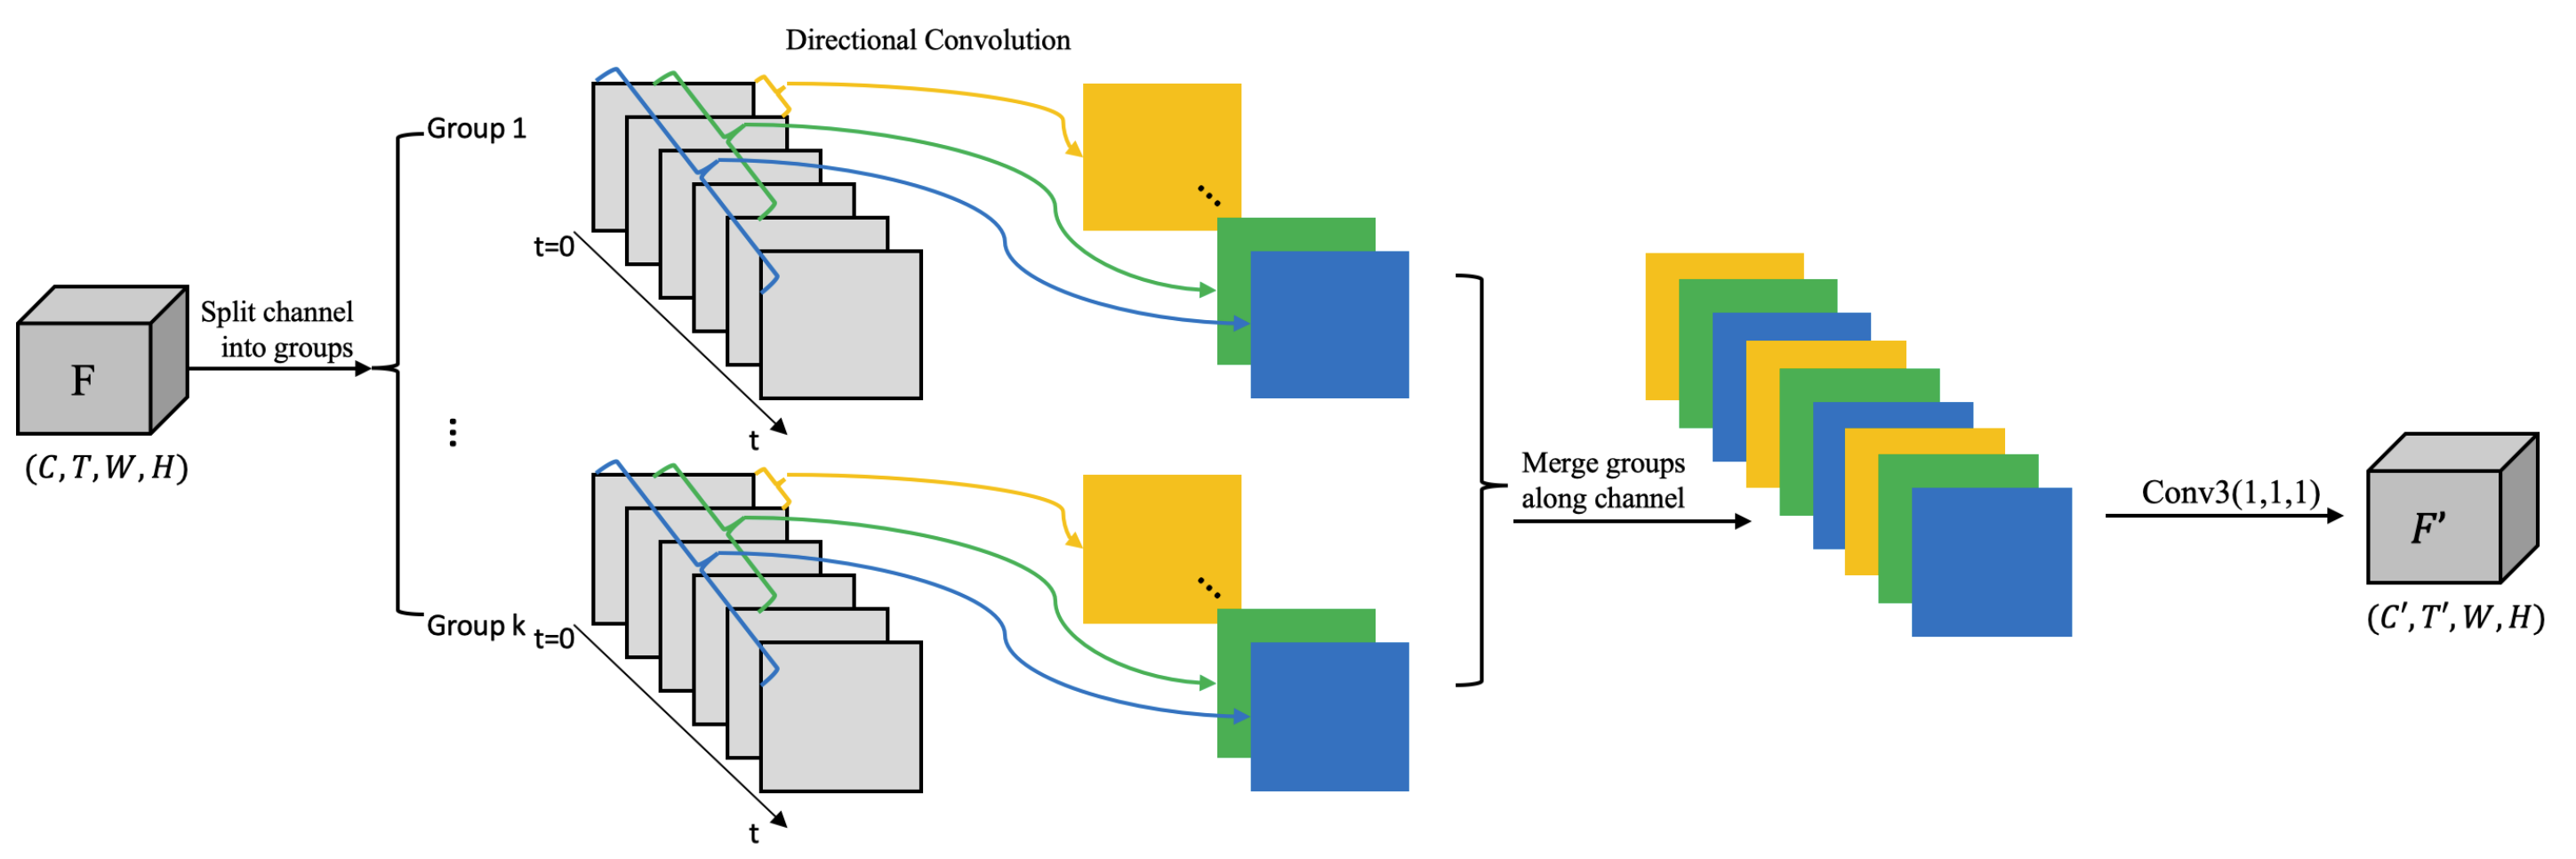 Directional Convolution
Group 1
t=0
F
Split channel
into groups
(C, T, W, H)
⋮
t
Group k
t=0
t
Merge groups
along channel
Conv3(1,1,1)
F’
(C′, T′, W, H)